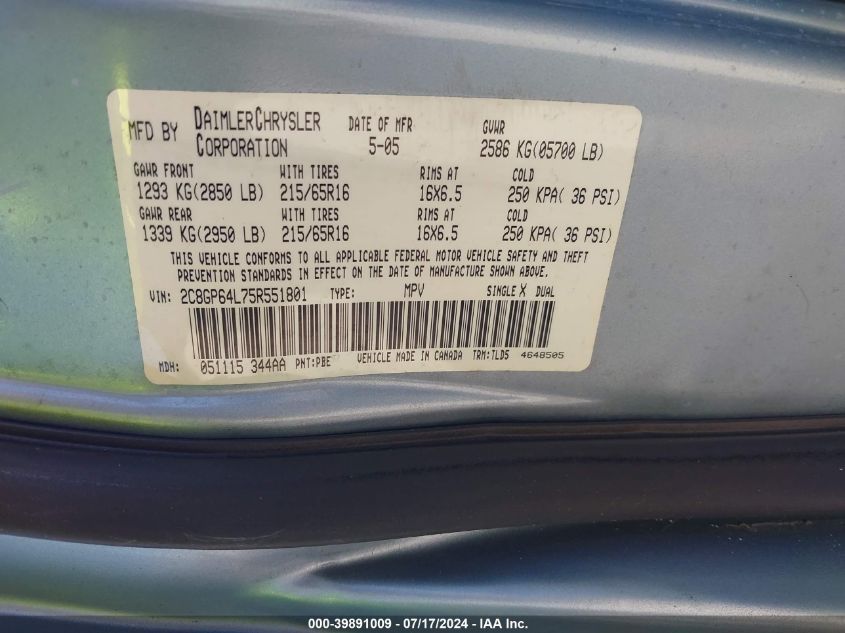 MFD BY DAIMLERCHRYSLER CORPORATION DATE OF MFR 5-05 GVWR 2586 KG(05700 LB)
GAWR FRONT WITH TIRES RIMS AT COLD
1293 KG(2850 LB) 215/65R16 16X6.5 250 KPA( 36 PSI)
GAWR REAR WITH TIRES RIMS AT COLD
1339 KG(2950 LB) 215/65R16 16X6.5 250 KPA( 36 PSI)
THIS VEHICLE CONFORMS TO ALL APPLICABLE FEDERAL MOTOR VEHICLE SAFETY AND THEFT
PREVENTION STANDARDS IN EFFECT ON THE DATE OF MANUFACTURE SHOWN ABOVE.
VIN: 2C8GP64L75R551801 TYPE: MPV SINGLE X DUAL
MDH: 051115 344AA PNT:PBE VEHICLE MADE IN CANADA TRM:TLD5 4648505
000-39891009 - 07/17/2024 - IAA Inc.